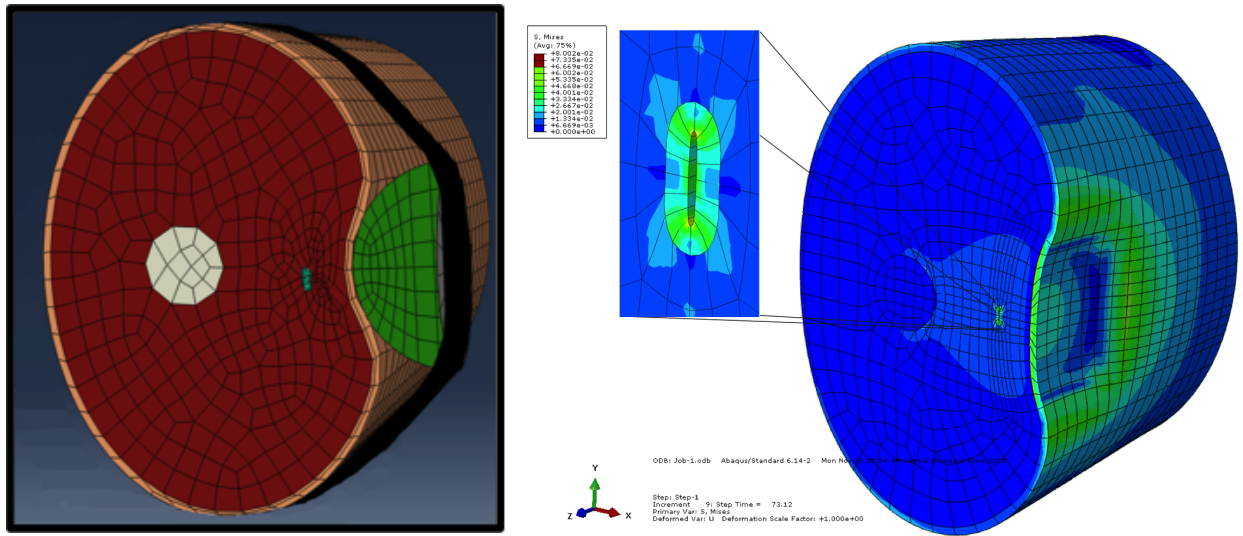 S, Mises
(Avg: 75%)
+8.002e-02
+7.335e-02
+6.669e-02
+6.002e-02
+5.335e-02
+4.668e-02
+4.001e-02
+3.334e-02
+2.667e-02
+2.001e-02
+1.334e-02
+6.669e-03
+0.000e+00
ODB: Job-1.odb Abaqus/Standard 6.14-2 Mon
Y
Z
X
Step: Step-1
Increment 9: Step Time = 73.12
Primary Var: S, Mises
Deformed Var: U Deformation Scale Factor: +1.000e+00